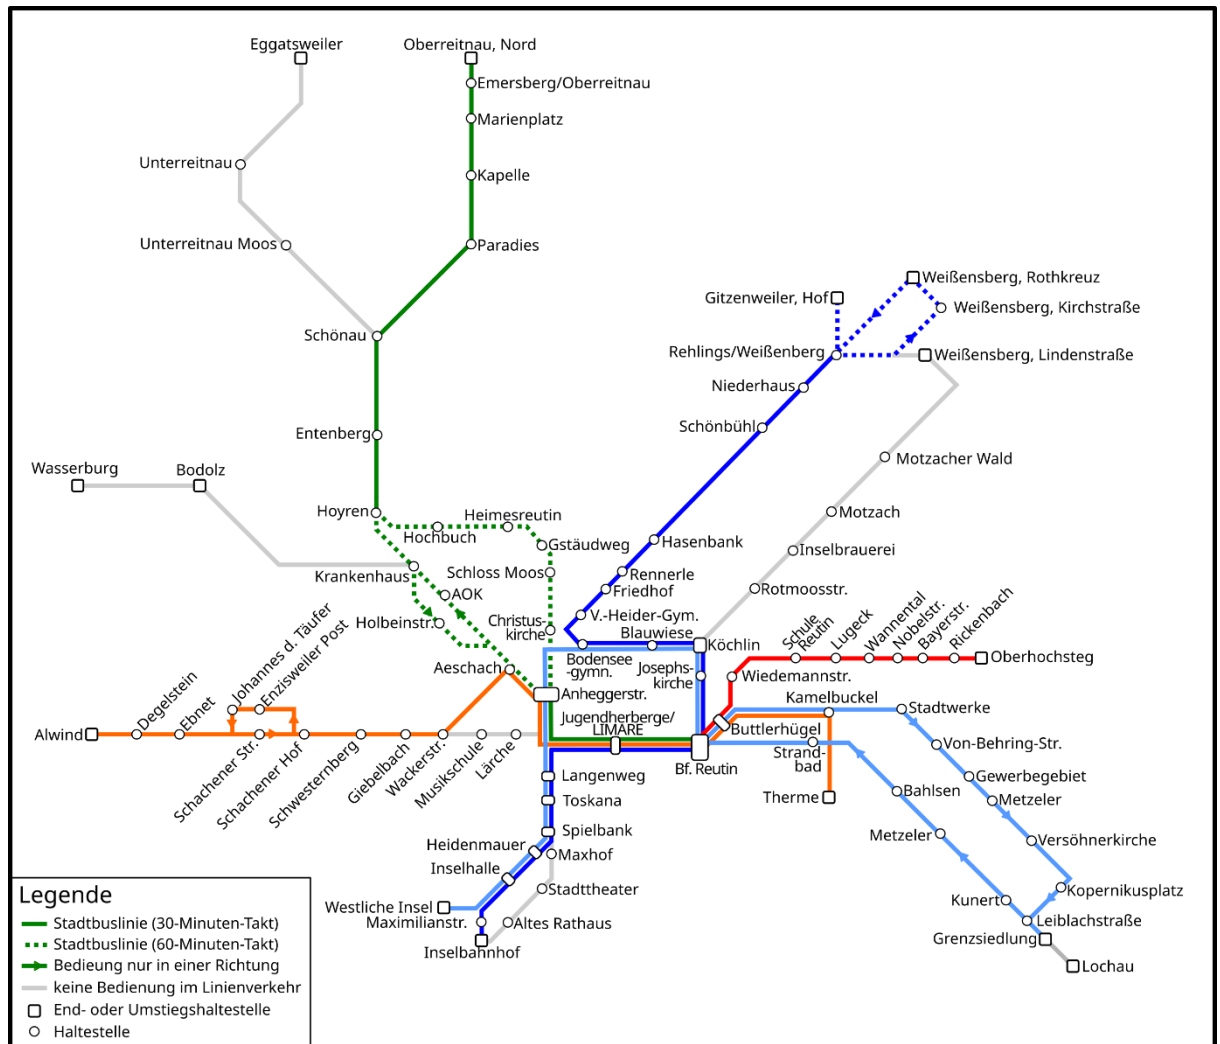 Eggatsweiler
Oberreitnau, Nord
Emersberg/Oberreitnau
Marienplatz
Unterreitnau
Kapelle
Unterreitnau Moos
Paradies
Weißensberg, Rothkreuz
Gitzenweiler, Hof
Weißensberg, Kirchstraße
Schönau
Rehlings/Weißenberg
Weißensberg, Lindenstraße
Niederhaus
Schönbühl
Entenberg
Motzacher Wald
Wasserburg
Bodolz
Hoyren
Heimesreutin
Motzach
Hochbuch
Gstäudweg
Hasenbank
Inselbrauerei
Krankenhaus
Schloss Moos
Rennerle
Friedhof
Rotmoosstr.
AOK
Holbeinstr.
Christus-
kirche
V.-Heider-Gym.
Blauwiese
Köchlin
Schule
Reutin
Lugeck
Wannental
Nobelstr.
Bayerstr.
Rickenbach
Oberhochsteg
Johannes d. Täufer
Enzisweiler Post
Aeschach
Bodensee
-gymn.
Josephs-
kirche
Wiedemannstr.
Anheggerstr.
Kamelbuckel
Degelstein
Ebnet
Jugendherberge/
LIMARE
Stadtwerke
Alwind
Buttlerhügel
Schachener Str.
Schachener Hof
Schwesternberg
Giebelbach
Wackerstr.
Musikschule
Lärche
Bf. Reutin
Strand-
bad
Von-Behring-Str.
Langenweg
Gewerbegebiet
Toskana
Therme
Bahlsen
Metzeler
Spielbank
Metzeler
Versöhnerkirche
Heidenmauer
Maxhof
Inselhalle
Stadttheater
Kopernikusplatz
Westliche Insel
Kunert
Maximilianstr.
Altes Rathaus
Leiblachstraße
Grenzsiedlung
Inselbahnhof
Lochau
Legende
Stadtbuslinie (30-Minuten-Takt)
Stadtbuslinie (60-Minuten-Takt)
Bedieung nur in einer Richtung
keine Bedienung im Linienverkehr
End- oder Umstiegshaltestelle
Haltestelle